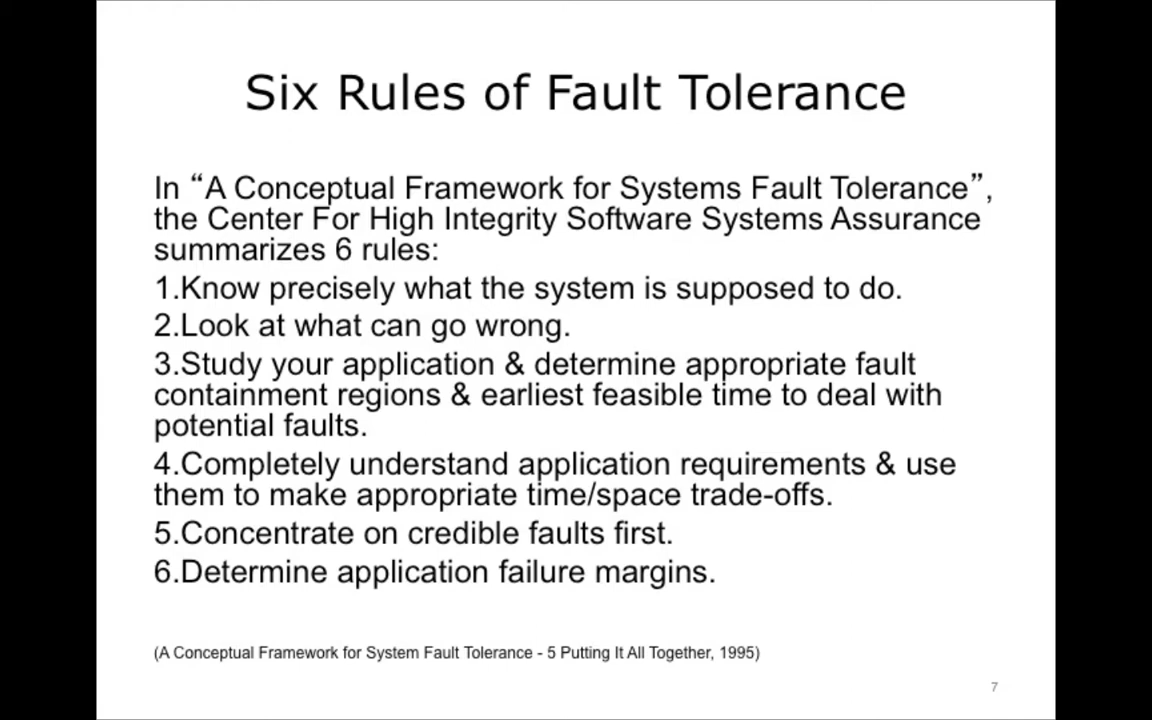 Six Rules of Fault Tolerance
In “A Conceptual Framework for Systems Fault Tolerance”,
the Center For High Integrity Software Systems Assurance
summarizes 6 rules:
1.Know precisely what the system is supposed to do.
2.Look at what can go wrong.
3.Study your application & determine appropriate fault
containment regions & earliest feasible time to deal with
potential faults.
4.Completely understand application requirements & use
them to make appropriate time/space trade-offs.
5.Concentrate on credible faults first.
6.Determine application failure margins.
(A Conceptual Framework for System Fault Tolerance - 5 Putting It All Together, 1995)
7